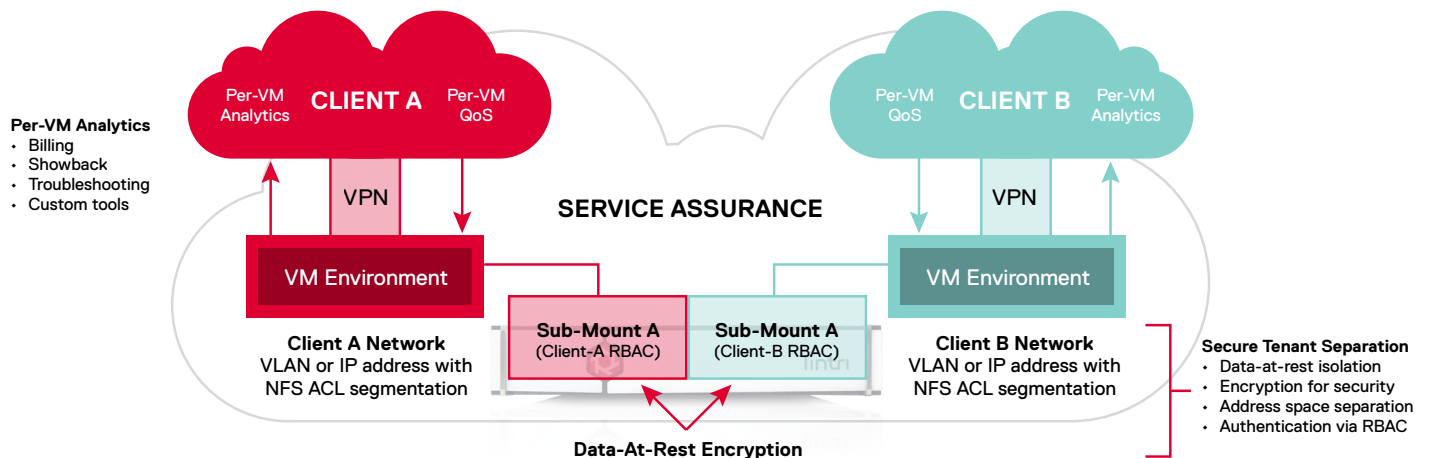 Per-VM
Analytics
CLIENT A
Per-VM
QoS
Per-VM
QoS
CLIENT B
Per-VM
Analytics
Per-VM Analytics
• Billing
• Showback
• Troubleshooting
• Custom tools
VPN
SERVICE ASSURANCE
VPN
VM Environment
VM Environment
Sub-Mount A
(Client-A RBAC)
Sub-Mount A
(Client-B RBAC)
Client A Network
VLAN or IP address with
NFS ACL segmentation
Client B Network
VLAN or IP address with
NFS ACL segmentation
Secure Tenant Separation
• Data-at-rest isolation
• Encryption for security
• Address space separation
• Authentication via RBAC
Data-At-Rest Encryption